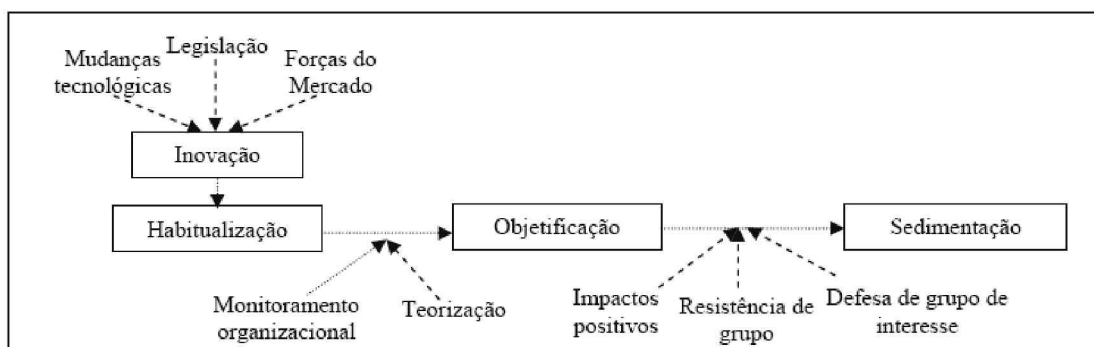 Legislação
Mudanças
tecnológicas
Forças do
Mercado
Inovação
Habitualização
Objetificação
Sedimentação
Monitoramento
organizacional
Teorização
Impactos
positivos
Resistência de
grupo
Defesa de grupo de
interesse